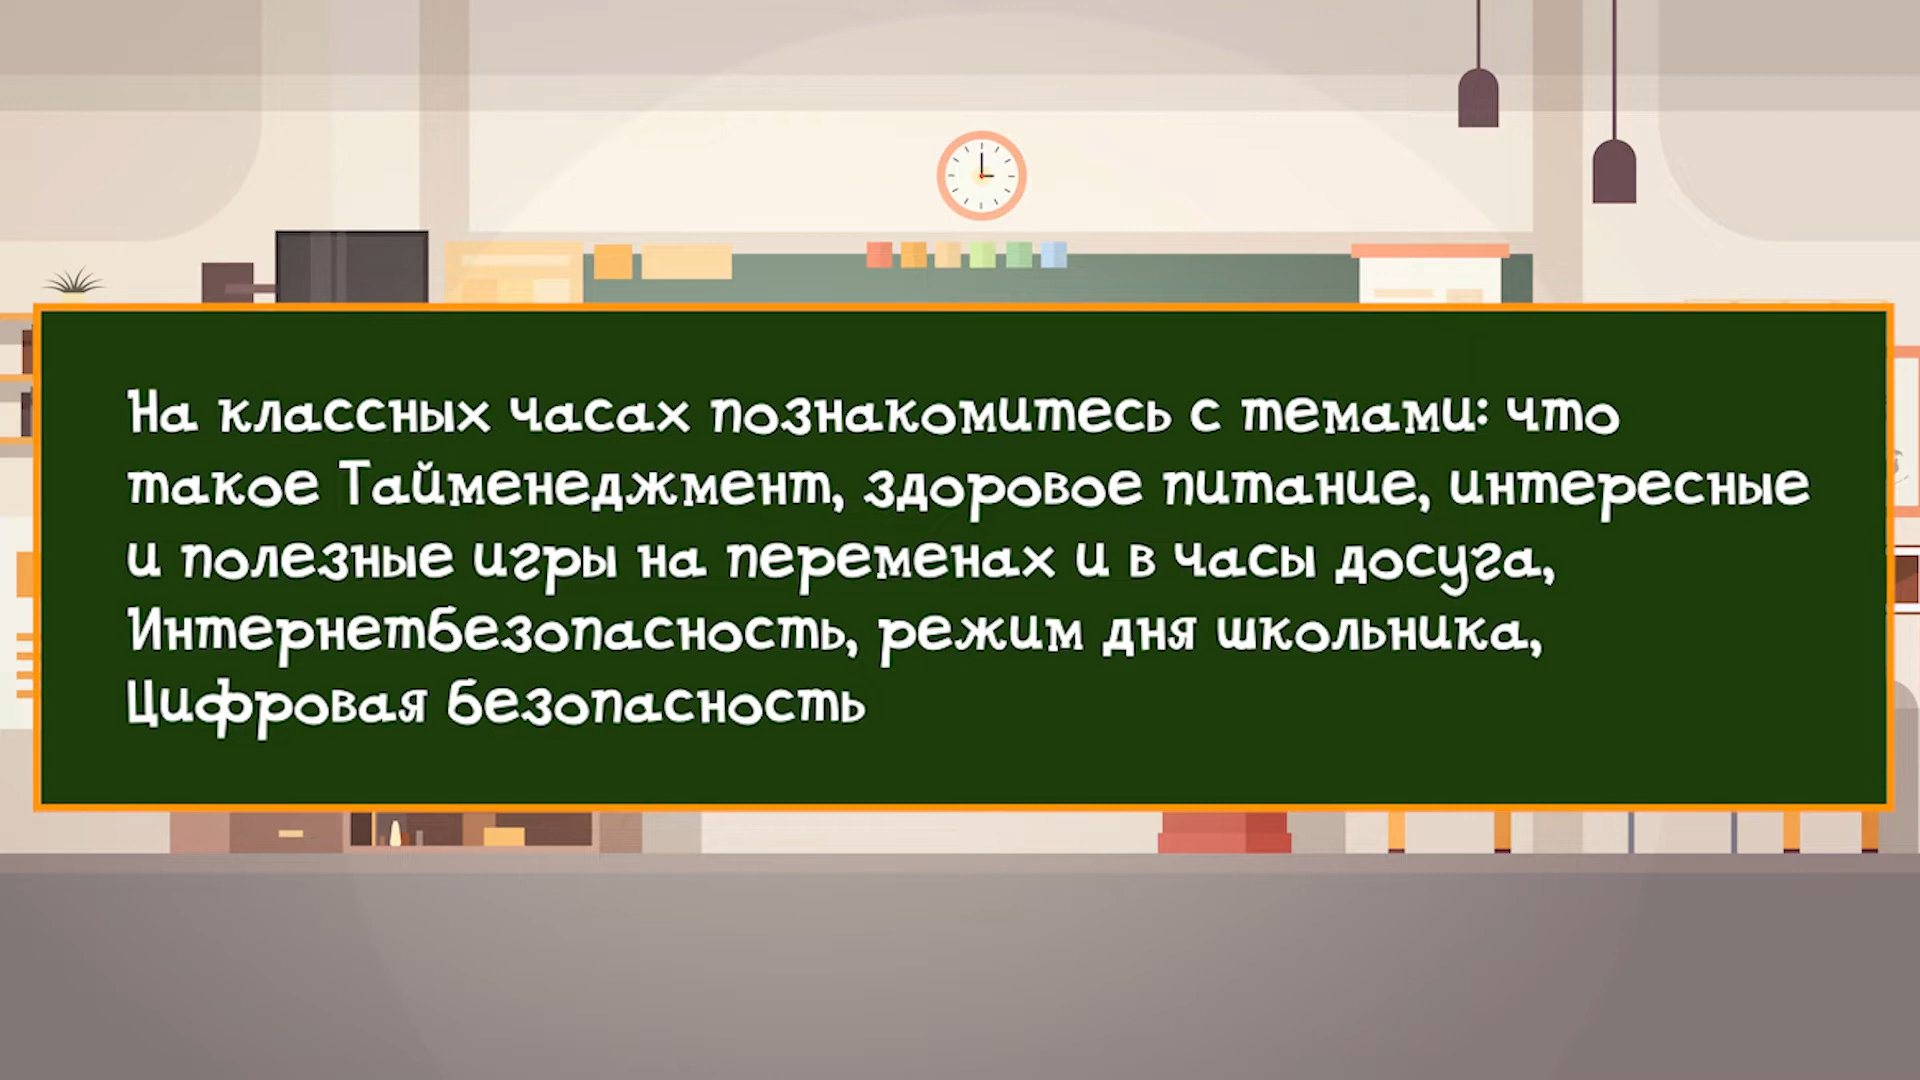 На классных часах познакомитесь с темами: что
такое Тайменеджмент, здоровое питание, интересные
и полезные игры на переменах и в часы досуга,
Интернетбезопасность, режим дня школьника,
Цифровая безопасность